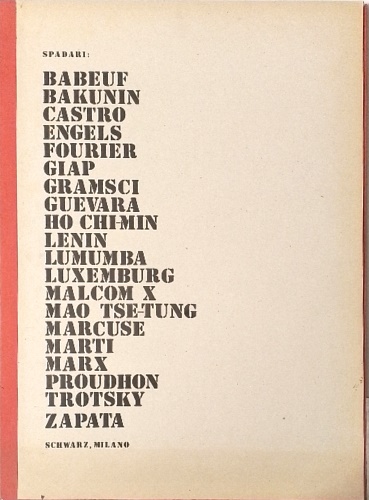 SPADARI:
BABEUF
BAKUNIN
CASTRO
ENGELS
FOURIER
GIAP
GRAMSCI
GUEVARA
HO CHI-MIN
LENIN
LUMUMBA
LUXEMBURG
MALCOM X
MAO TSE-TUNG
MARCUSE
MARTI
MARX
PROUDHON
TROTSKY
ZAPATA
SCHWARZ, MILANO